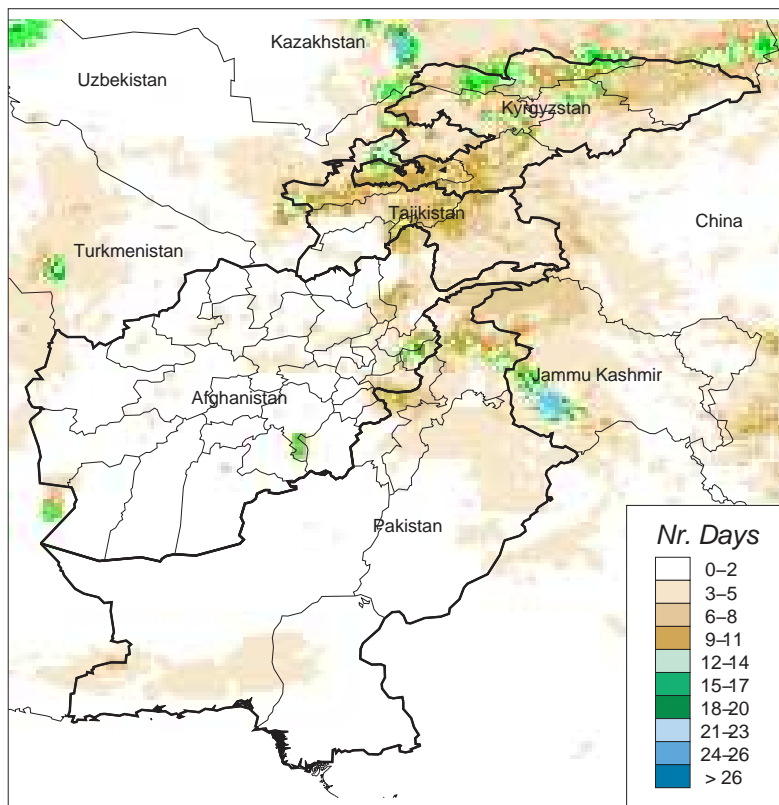 Kazakhstan
Uzbekistan
Kyrgyzstan
Tajikistan
China
Turkmenistan
Jammu Kashmir
Afghanistan
Pakistan
Nr. Days
0–2
3–5
6–8
9–11
12–14
15–17
18–20
21–23
24–26
> 26